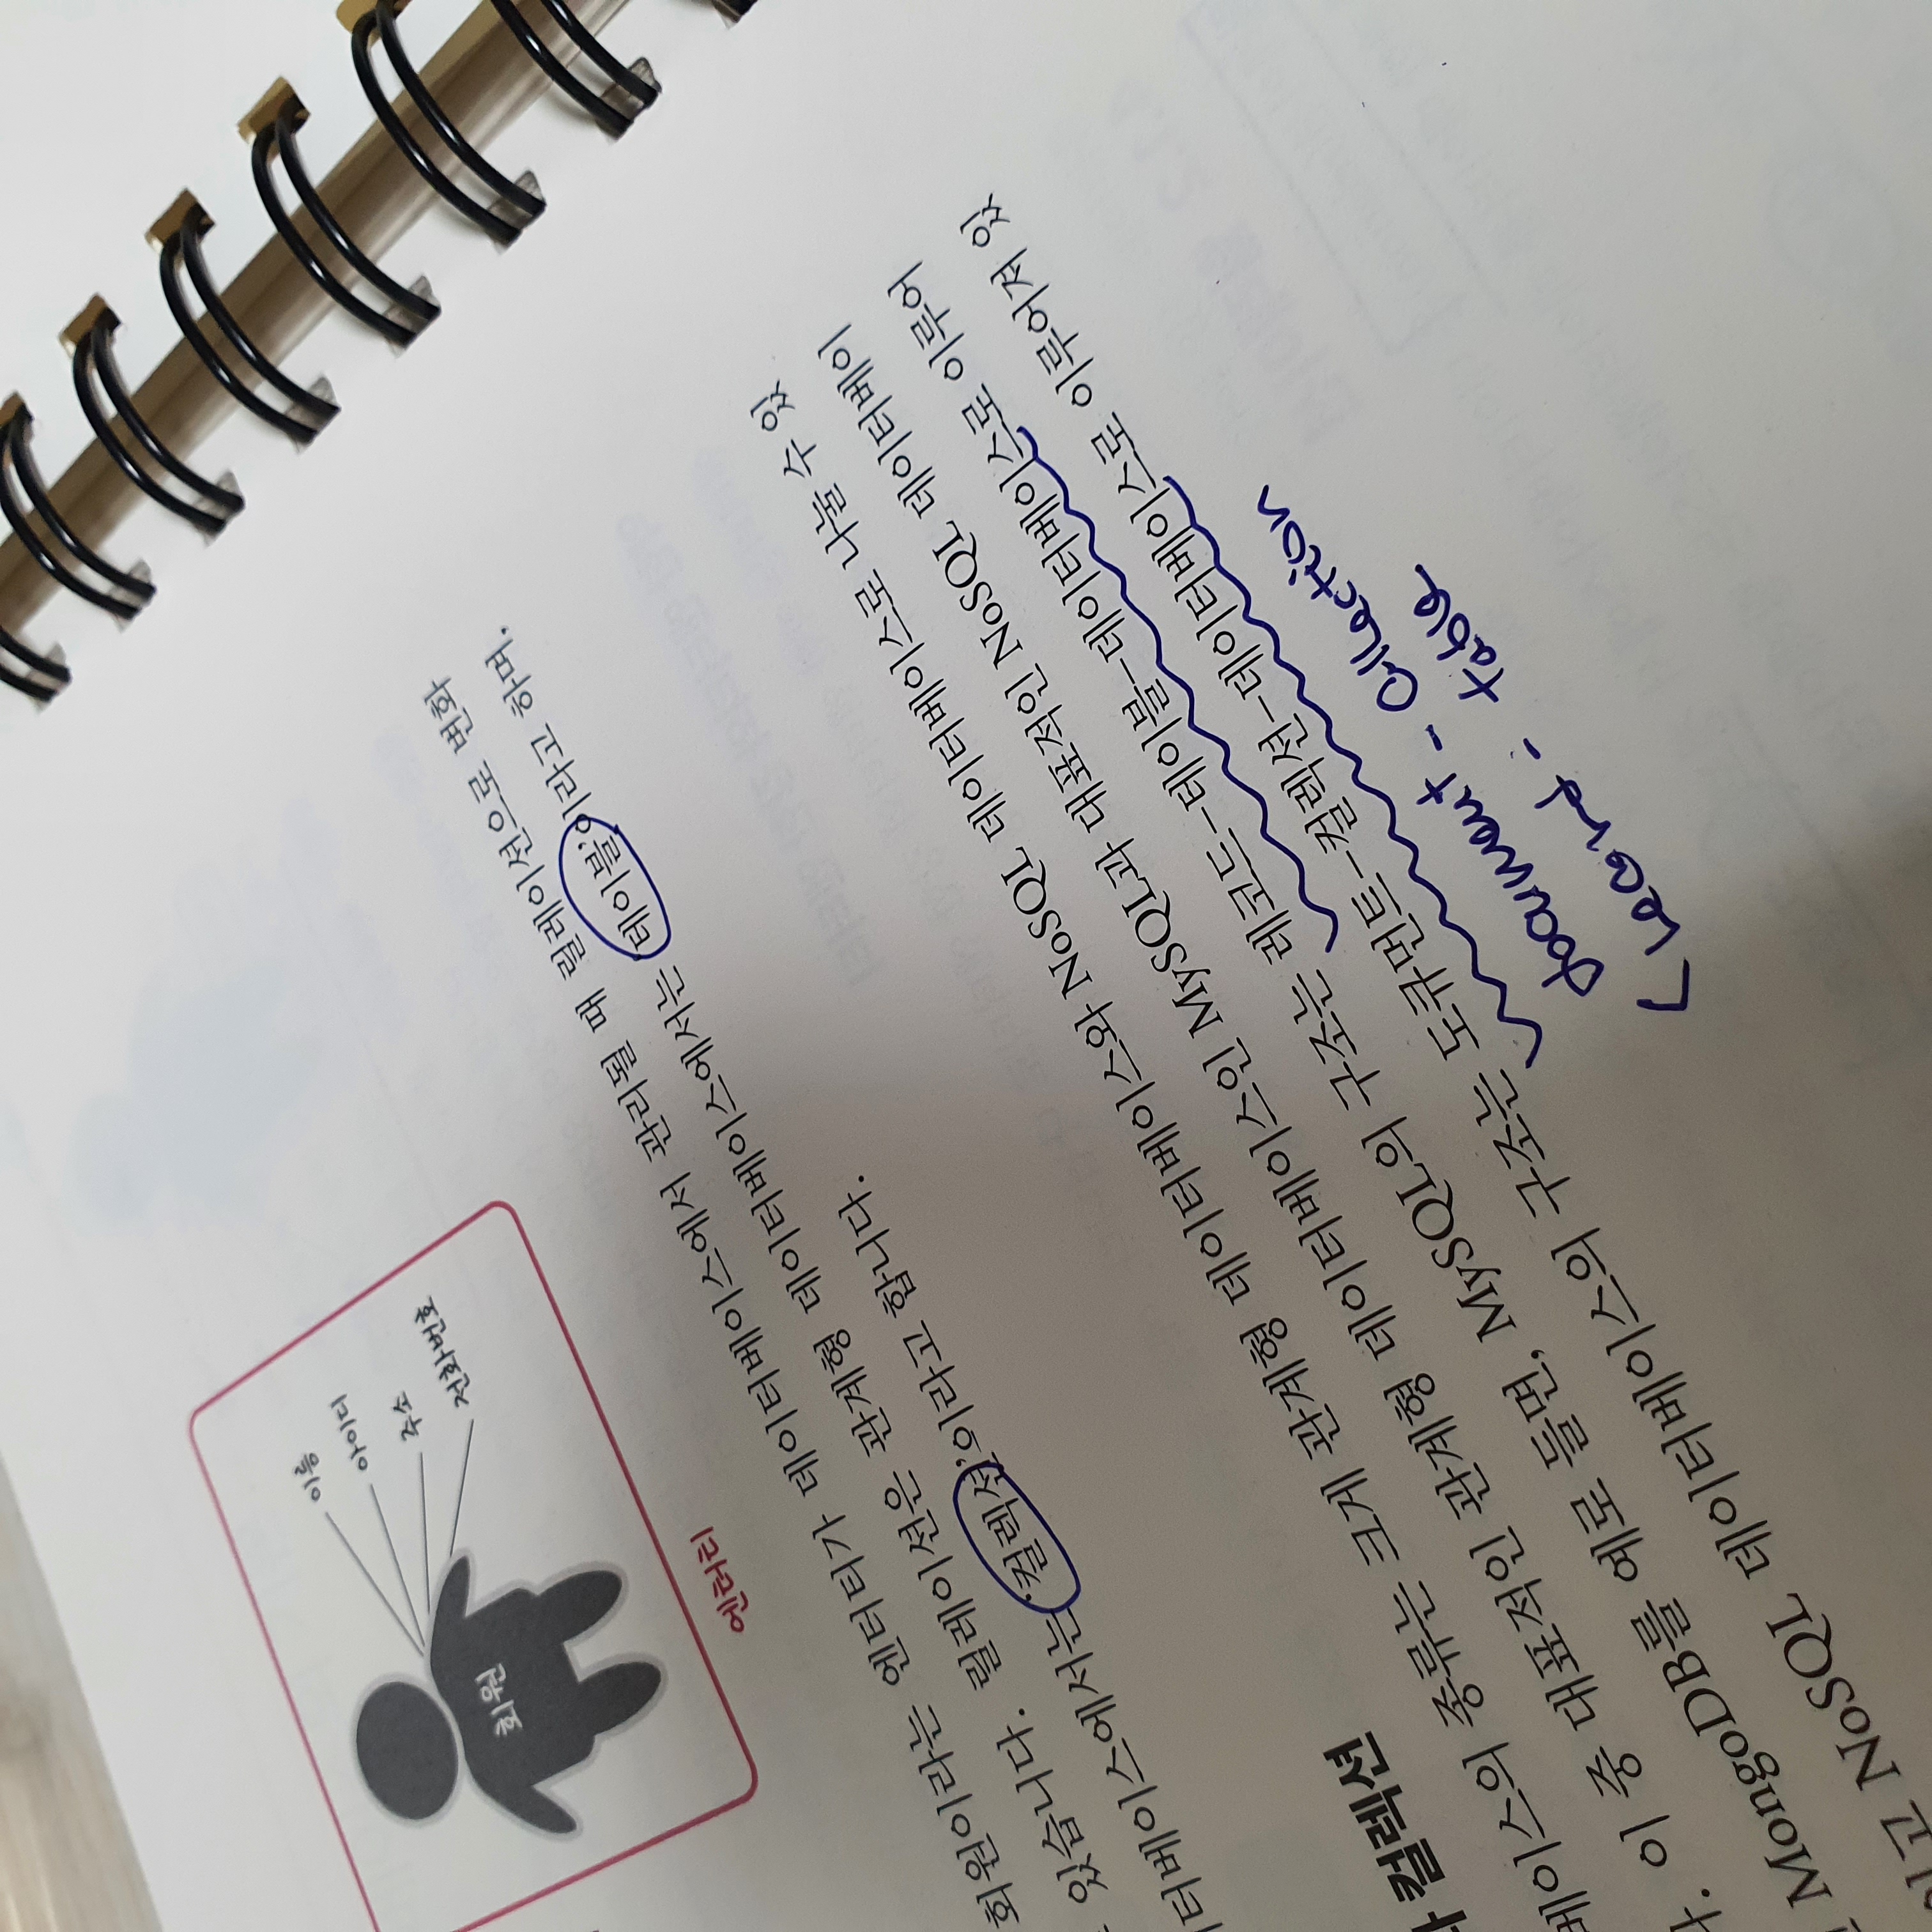 이름
아이디
주소
전화번호
회원
엔터티
회원이라는 엔터티가 데이터베이스에서 관리될 때 릴레이션으로 변화
있습니다. 릴레이션은 관계형 데이터베이스에서는 '테이블'이라고 하며,
터베이스에서는 '컬렉션'이라고 합니다.
컬렉션
베이스의 종류는 크게 관계형 데이터베이스와 NoSQL 데이터베이스로 나눌 수 있
다. 이 중 대표적인 관계형 데이터베이스인 MySQL과 대표적인 NoSQL 데이터베이
MongoDB를 예로 들면, MySQL의 구조는 레코드-테이블-데이터베이스로 이루어
이고 NoSQL 데이터베이스의 구조는 도큐먼트-컬렉션-데이터베이스로 이루어져 있
document - collection
record - table